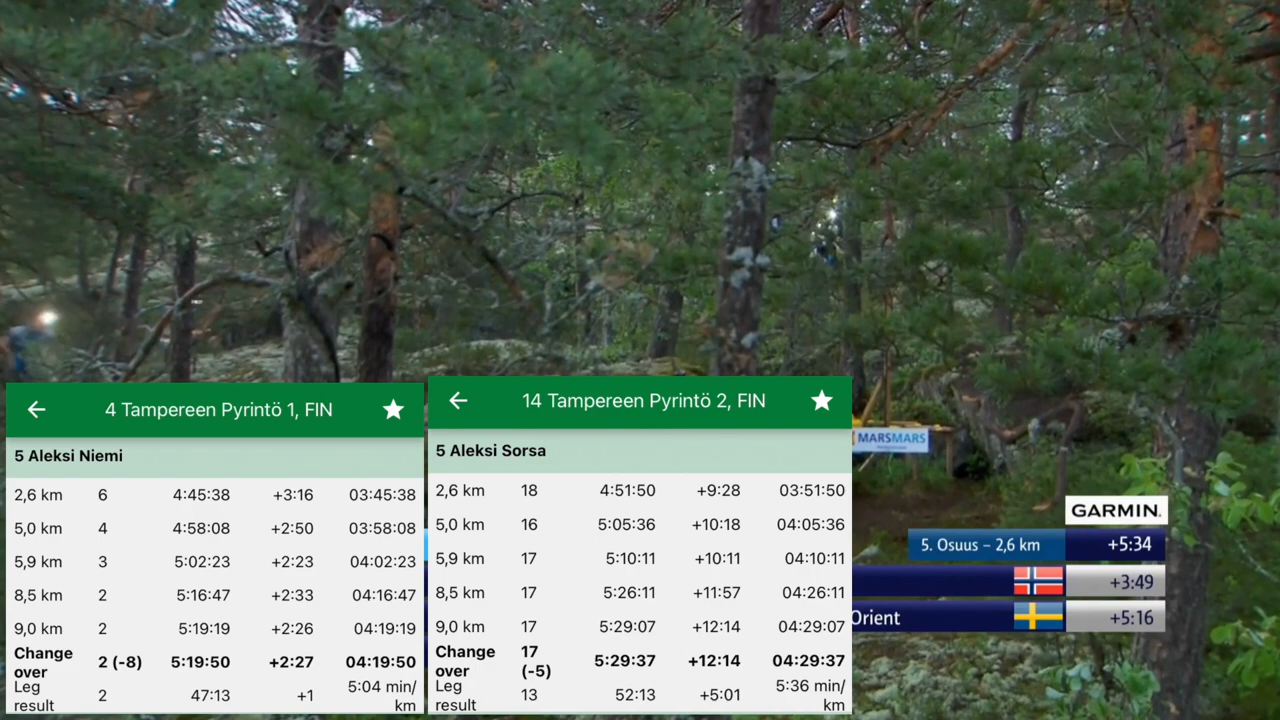 4 Tampereen Pyrintö 1, FIN
5 Aleksi Niemi
2,6 km 6 4:45:38 +3:16 03:45:38
5,0 km 4 4:58:08 +2:50 03:58:08
5,9 km 3 5:02:23 +2:23 04:02:23
8,5 km 2 5:16:47 +2:33 04:16:47
9,0 km 2 5:19:19 +2:26 04:19:19
Change over 2 (-8) 5:19:50 +2:27 04:19:50
Leg result 2 47:13 +1 5:04 min/km
14 Tampereen Pyrintö 2, FIN
5 Aleksi Sorsa
2,6 km 18 4:51:50 +9:28 03:51:50
5,0 km 16 5:05:36 +10:18 04:05:36
5,9 km 17 5:10:11 +10:11 04:10:11
8,5 km 17 5:26:11 +11:57 04:26:11
9,0 km 17 5:29:07 +12:14 04:29:07
Change over 17 (-5) 5:29:37 +12:14 04:29:37
Leg result 13 52:13 +5:01 5:36 min/km
MARSMARS
GARMIN.
5. Osuus – 2,6 km +5:34
+3:49
Orient +5:16